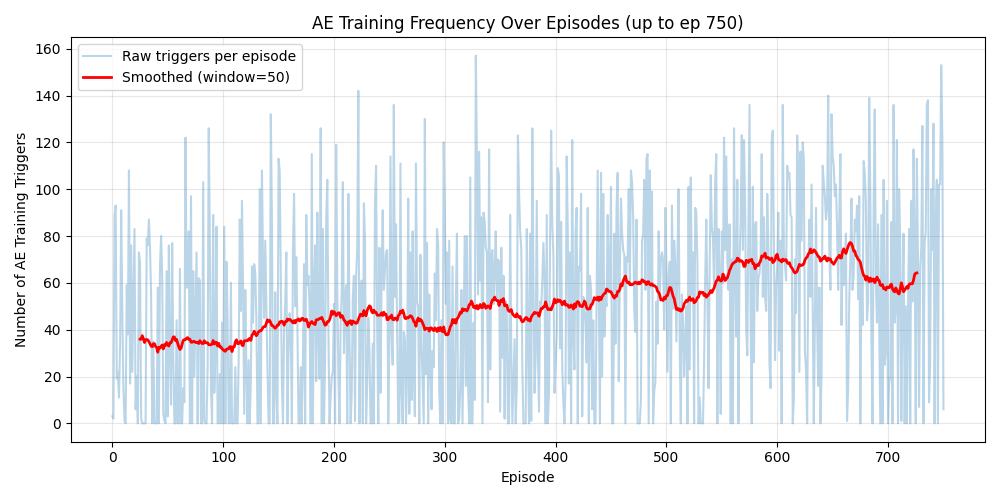 AE Training Frequency Over Episodes (up to ep 750)
Raw triggers per episode
Smoothed (window=50)
Number of AE Training Triggers
160
140
120
100
80
60
40
20
0
0 100 200 300 400 500 600 700
Episode